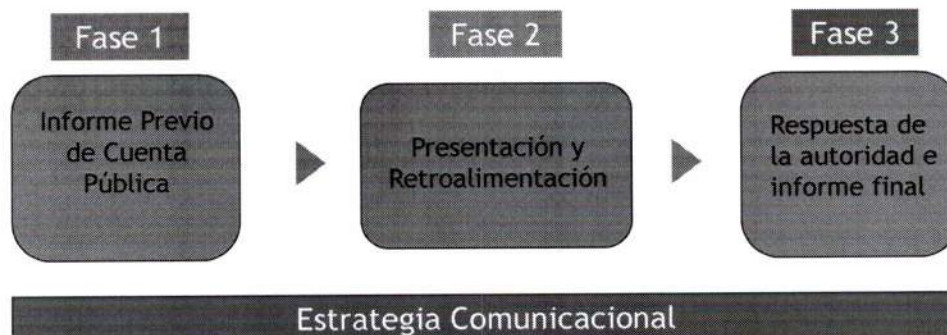 Fase 1
Informe Previo
de Cuenta
Pública
Fase 2
Presentación y
Retroalimentación
Fase 3
Respuesta de
la autoridad e
informe final
Estrategia Comunicacional